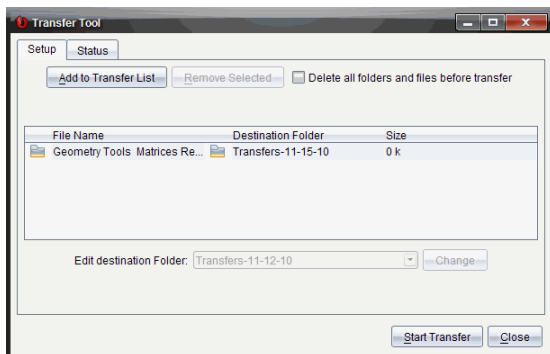 Transfer Tool
Setup Status
Add to Transfer List Remove Selected Delete all folders and files before transfer
File Name Destination Folder Size
Geometry Tools Matrices Re... Transfers-11-15-10 0 k
Edit destination Folder: Transfers-11-12-10 Change
Start Transfer Close